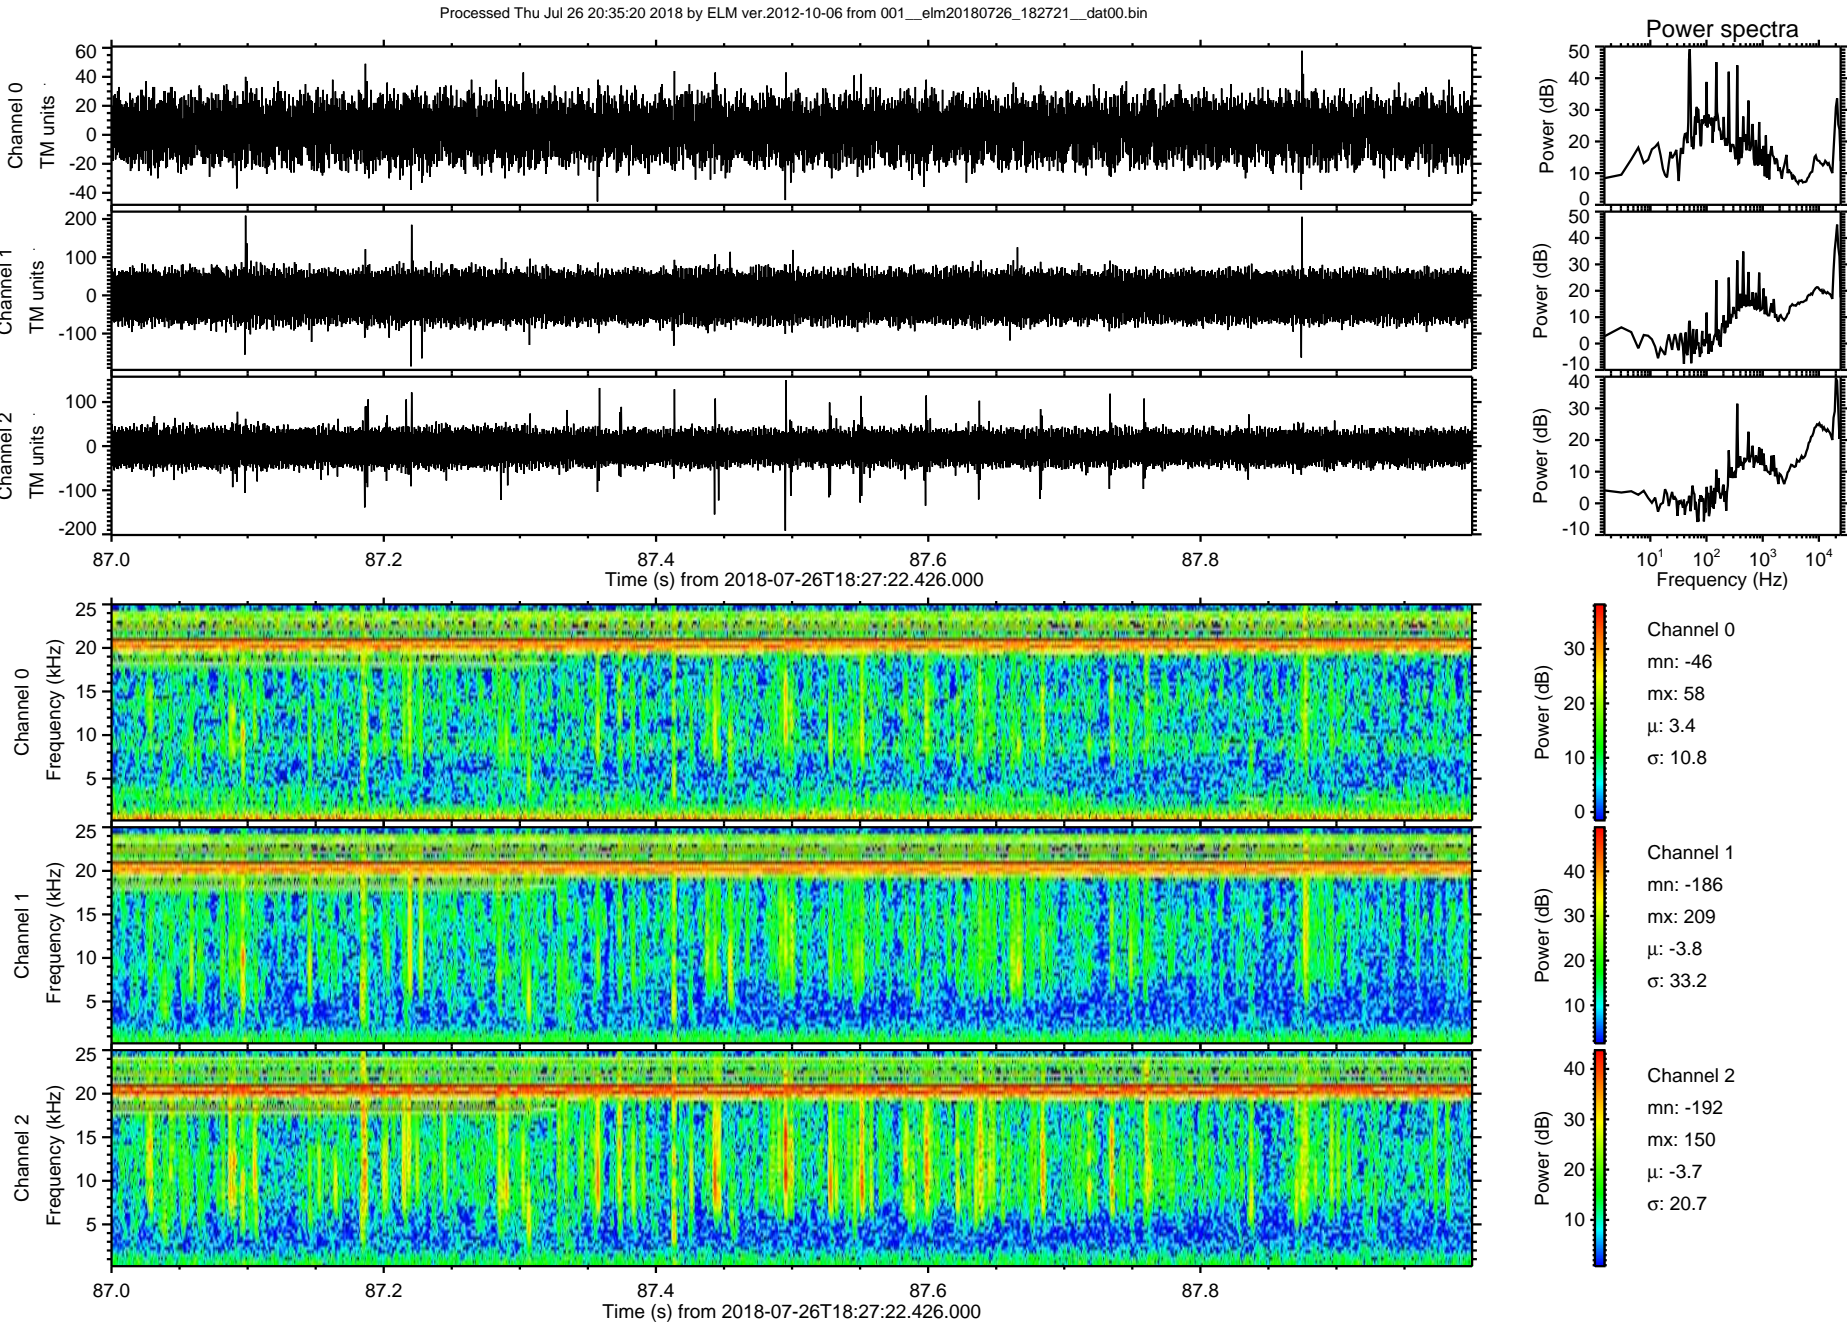 Processed Thu Jul 26 20:35:20 2018 by ELM ver.2012-10-06 from 001__elm20180726_182721__dat00.bin
Power spectra
Channel 0
TM units
60
40
20
0
-20
-40
Power (dB)
50
40
30
20
10
0
Channel 1
TM units
200
100
0
-100
Power (dB)
50
40
30
20
10
0
-10
Channel 2
TM units
100
0
-100
-200
Power (dB)
40
30
20
10
0
-10
87.0 87.2 87.4 87.6 87.8
Time (s) from 2018-07-26T18:27:22.426.000
10¹ 10² 10³ 10⁴
Frequency (Hz)
Channel 0
Frequency (kHz)
25
20
15
10
5
Power (dB)
30
20
10
0
Channel 0
mn: -46
mx: 58
μ: 3.4
σ: 10.8
Channel 1
Frequency (kHz)
25
20
15
10
5
Power (dB)
40
30
20
10
Channel 1
mn: -186
mx: 209
μ: -3.8
σ: 33.2
Channel 2
Frequency (kHz)
25
20
15
10
5
Power (dB)
40
30
20
10
Channel 2
mn: -192
mx: 150
μ: -3.7
σ: 20.7
87.0 87.2 87.4 87.6 87.8
Time (s) from 2018-07-26T18:27:22.426.000